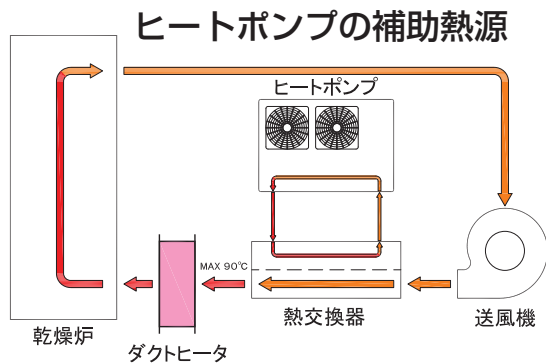 ヒートポンプの補助熱源
ヒートポンプ
MAX 90℃
乾燥炉
ダクトヒータ
熱交換器
送風機